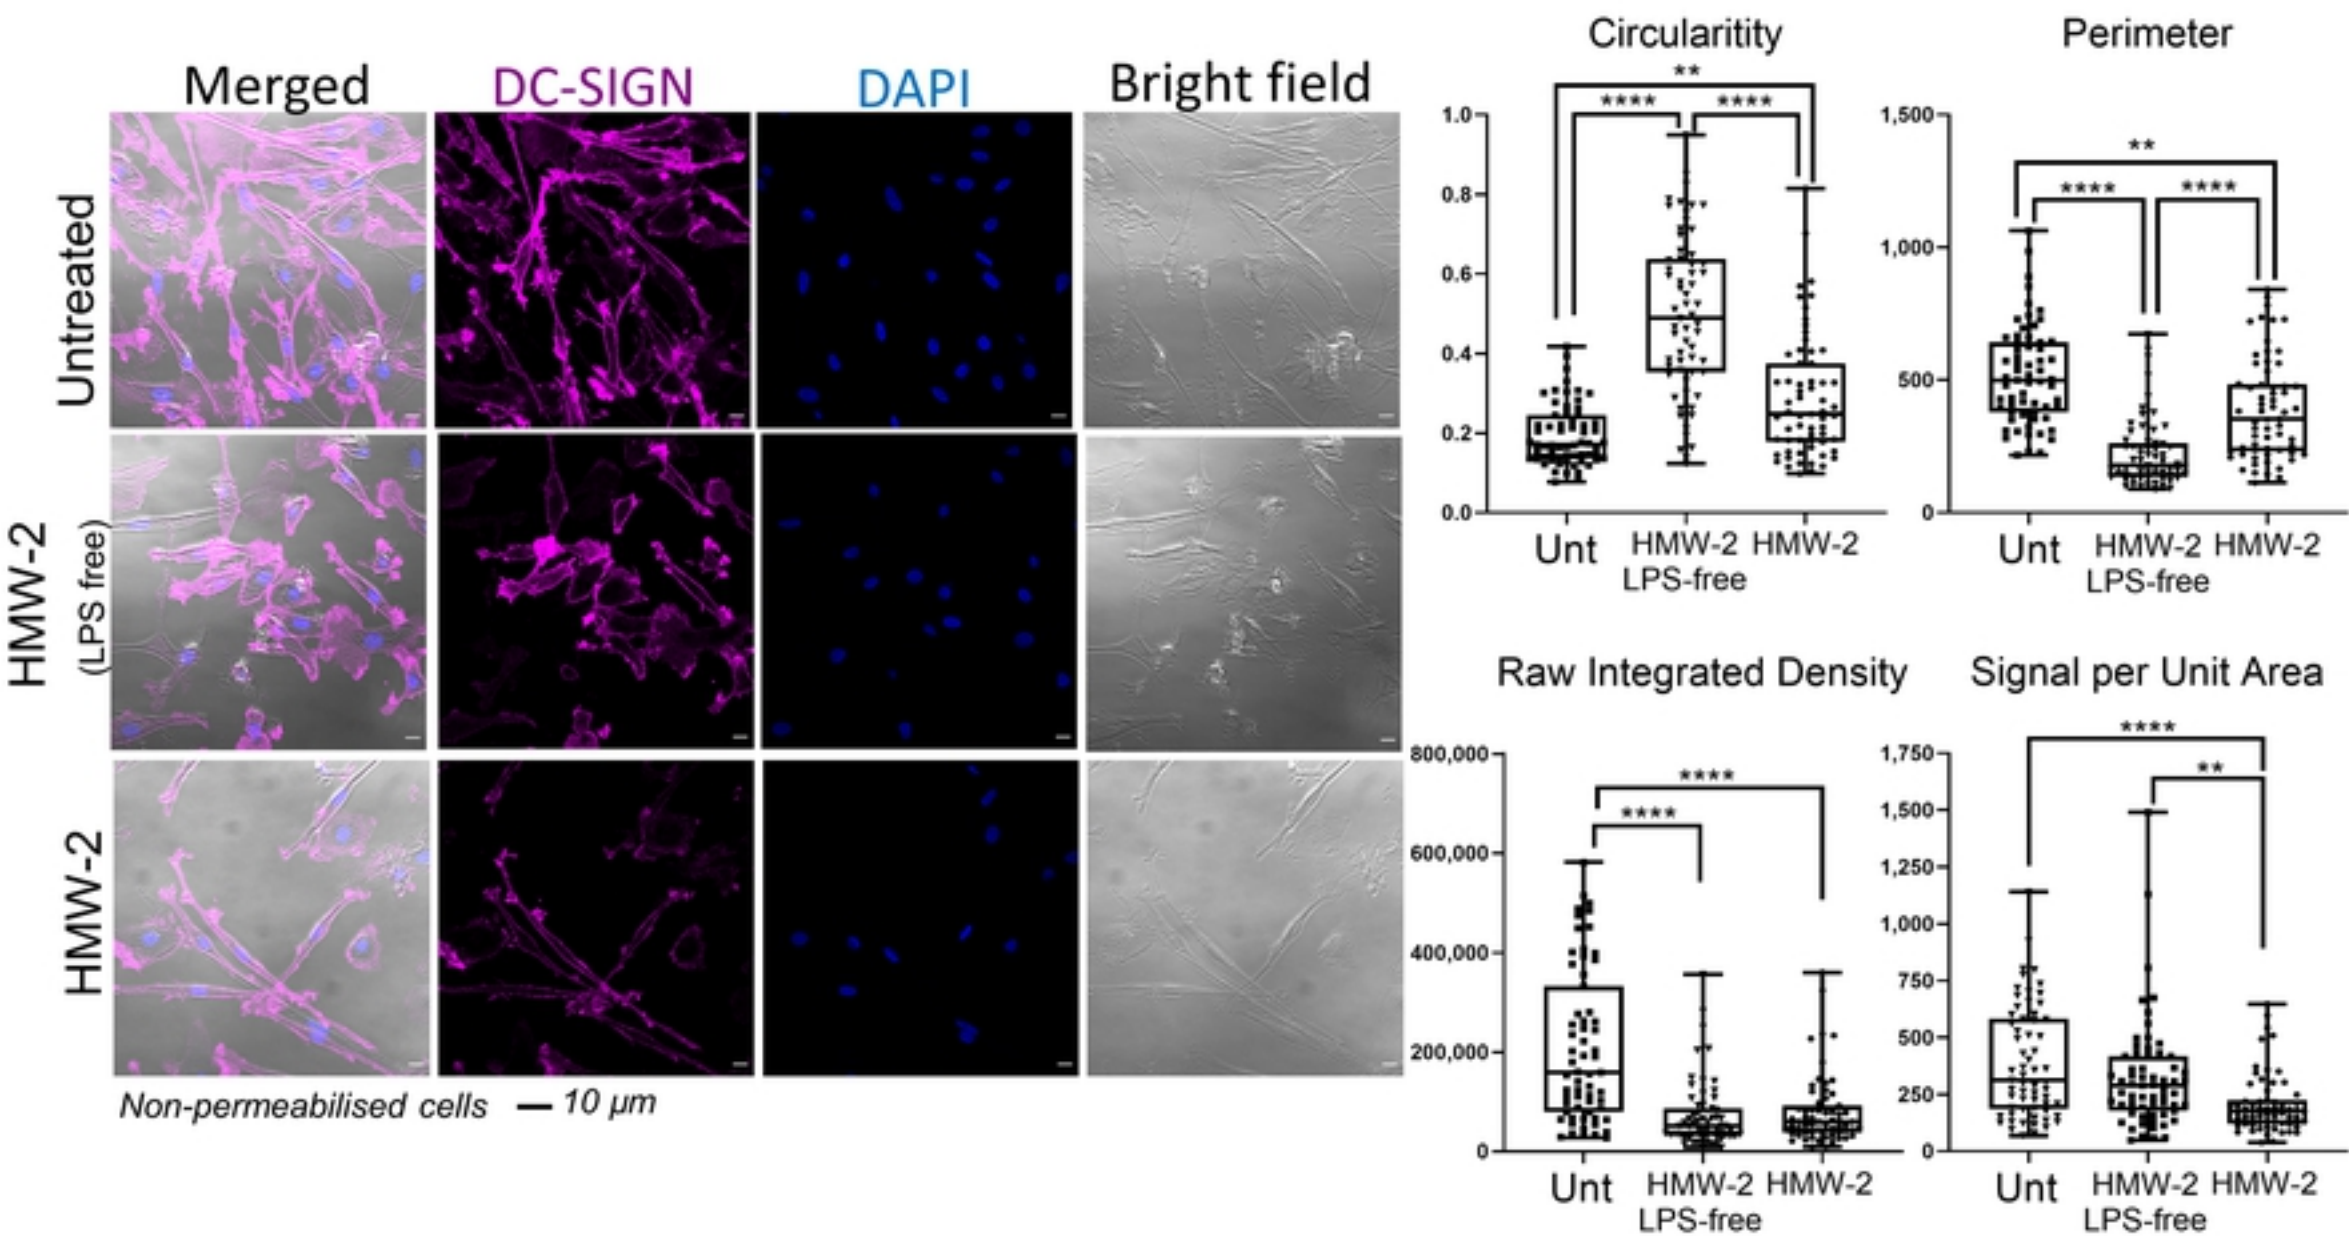 Merged DC-SIGN DAPI Bright field
Untreated
HMW-2
(LPS free)
HMW-2
Non-permeabilised cells 10 µm
Circularitity
**
**** ****
1.0
0.8
0.6
0.4
0.2
0.0
Unt HMW-2 HMW-2
LPS-free
Perimeter
**
**** ****
1,500
1,000
500
0
Unt HMW-2 HMW-2
LPS-free
Raw Integrated Density
****
****
800,000
600,000
400,000
200,000
0
Unt HMW-2 HMW-2
LPS-free
Signal per Unit Area
****
**
1,750
1,500
1,250
1,000
750
500
250
0
Unt HMW-2 HMW-2
LPS-free